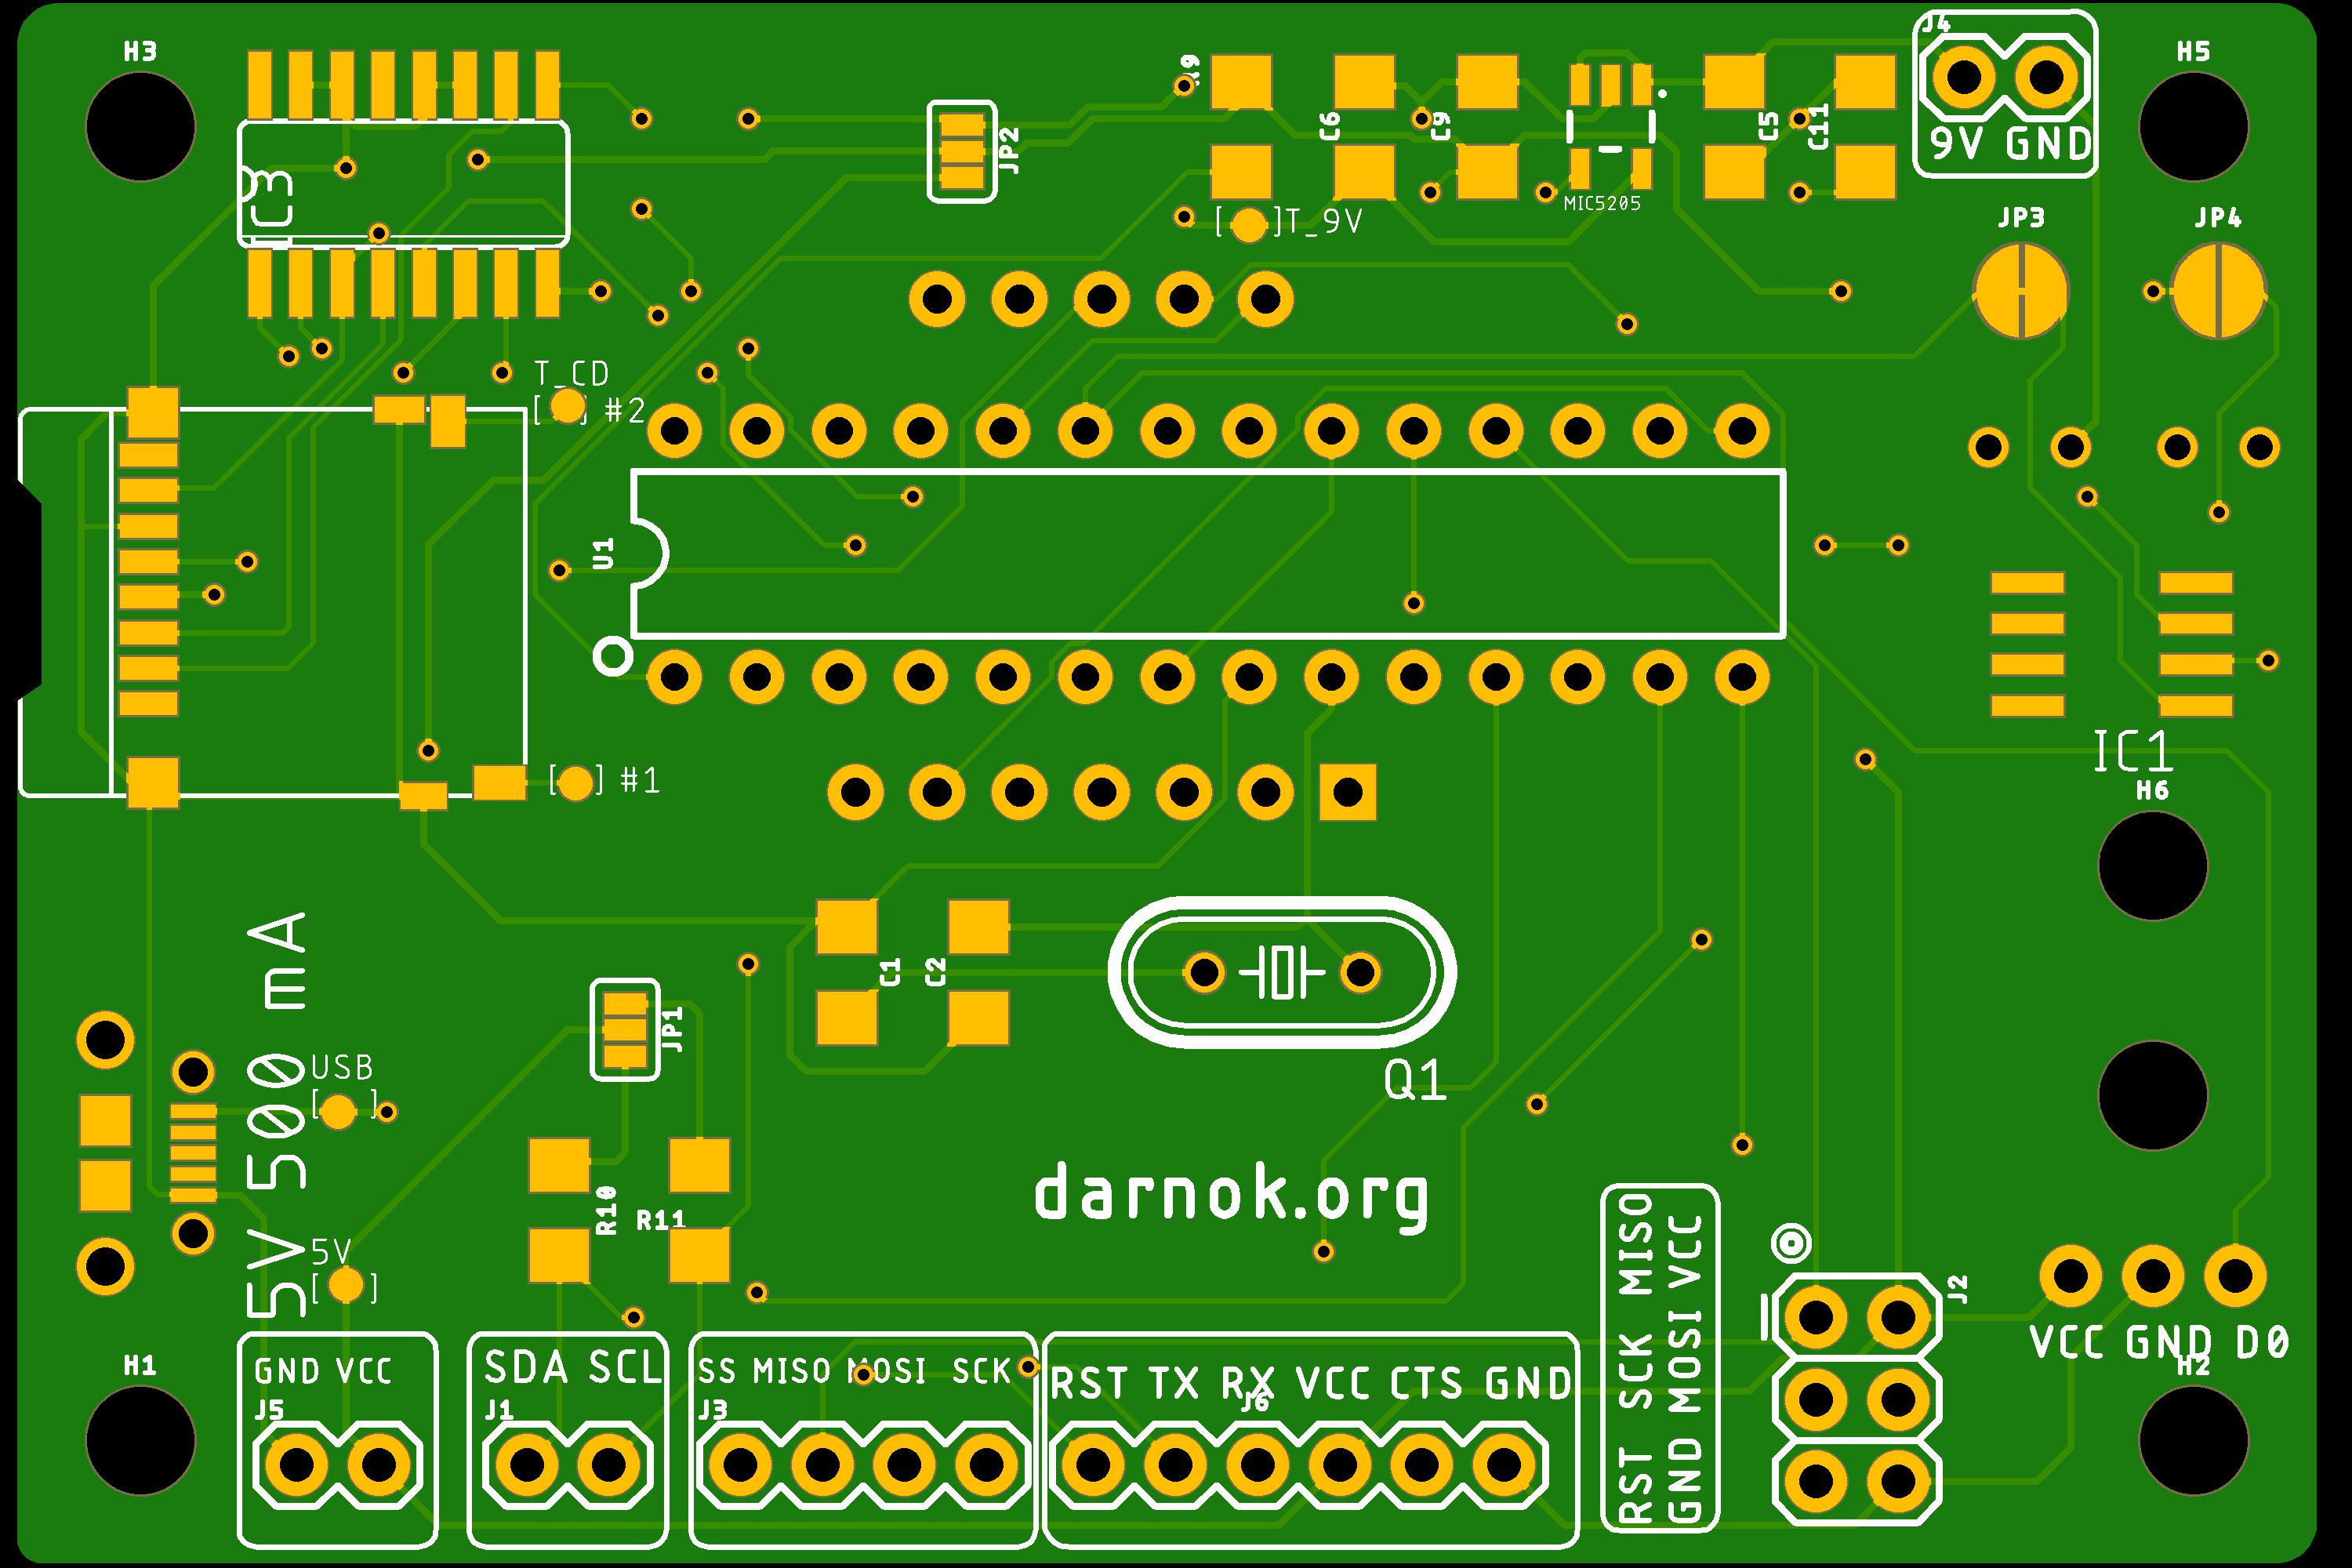 H3
J4
H5
R9
9V GND
JP2
C6
C9
C5
C11
IC3
MIC5205
[ ]T_9V
JP3
JP4
T_CD
[ ] #2
U1
IC1
[ ] #1
H6
5V 500 mA
C1
C2
JP1
USB
[ ]
Q1
darnok.org
R10
R11
5V
[ ]
RST SCK MISO
GND MOSI VCC
J2
VCC GND D0
H2
H1
GND VCC
J5
SDA SCL
J1
SS MISO MOSI SCK
J3
RST TX RX VCC CTS GND
J6